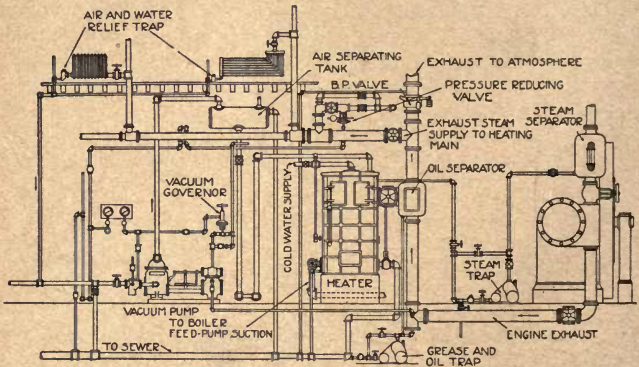 AIR AND WATER
RELIEF TRAP
AIR SEPARATING
TANK
EXHAUST TO ATMOSPHERE
B.P. VALVE
PRESSURE REDUCING
VALVE
STEAM
SEPARATOR
EXHAUST STEAM
SUPPLY TO HEATING
MAIN
OIL SEPARATOR
VACUUM
GOVERNOR
COLD WATER SUPPLY
HEATER
STEAM
TRAP
VACUUM PUMP
TO BOILER
FEED-PUMP SUCTION
ENGINE EXHAUST
TO SEWER
GREASE AND
OIL TRAP